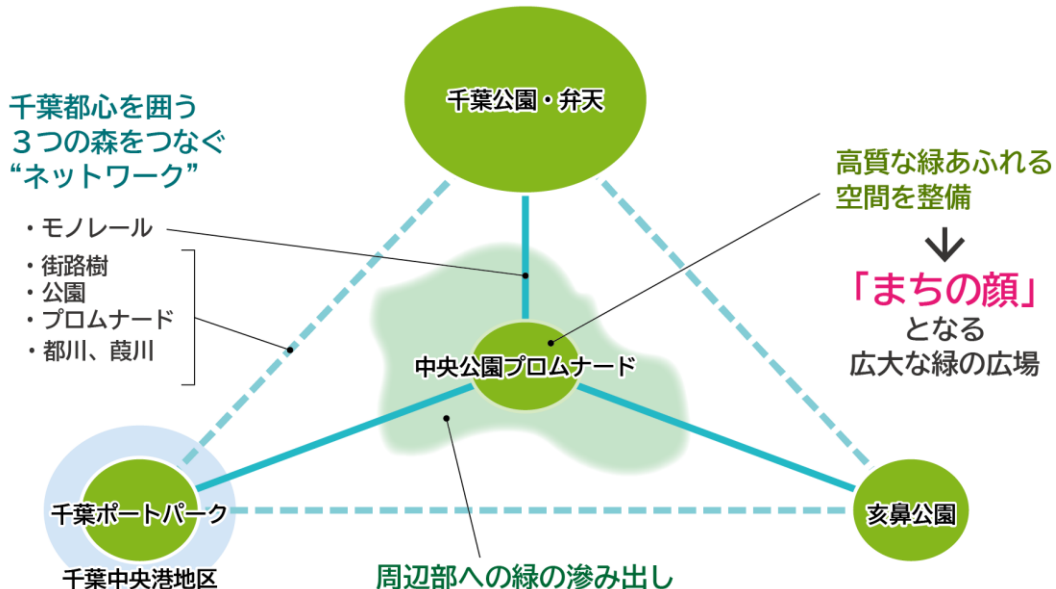 千葉公園・弁天
千葉都心を囲う
３つの森をつなぐ
“ネットワーク”
・モノレール
・街路樹
・公園
・プロムナード
・都川、葭川
高質な緑あふれる
空間を整備
「まちの顔」
となる
広大な緑の広場
中央公園プロムナード
千葉ポートパーク
亥鼻公園
千葉中央港地区
周辺部への緑の滲み出し